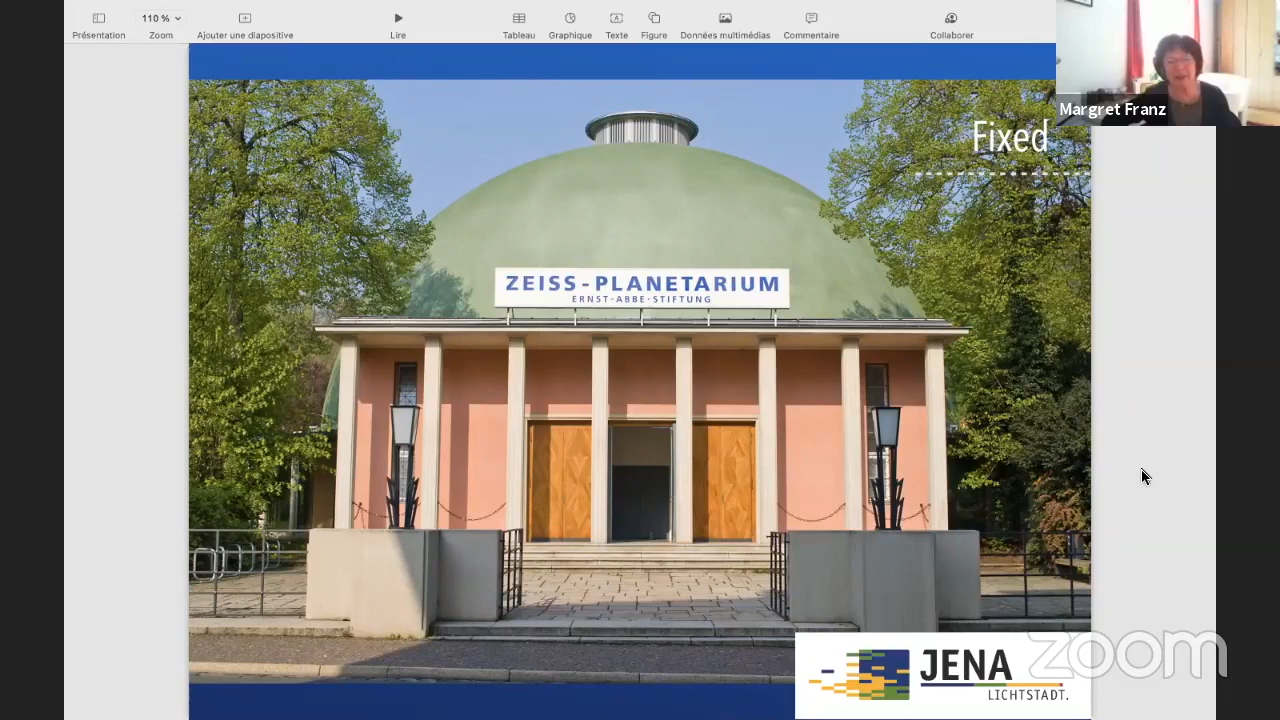 Présentation
110 %
Zoom
Ajouter une diapositive
Lire
Tableau
Graphique
Texte
Figure
Données multimédias
Commentaire
Collaborer
Margret Franz
Fixed
ZEISS-PLANETARIUM
ERNST-ABBE-STIFTUNG
JENA
LICHTSTADT.
zoom